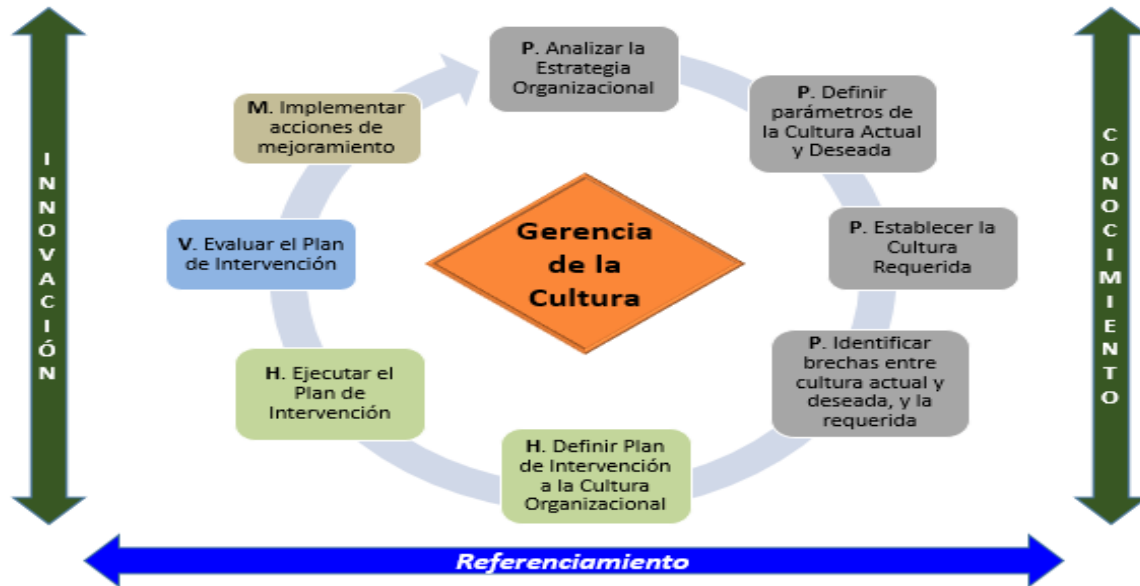 P. Analizar la
Estrategia
Organizacional
P. Definir
parámetros de
la Cultura Actual
y Deseada
P. Establecer la
Cultura
Requerida
P. Identificar
brechas entre
cultura actual y
deseada, y la
requerida
H. Definir Plan
de Intervención
a la Cultura
Organizacional
H. Ejecutar el
Plan de
Intervención
V. Evaluar el Plan
de Intervención
M. Implementar
acciones de
mejoramiento
Gerencia
de la
Cultura
INNOVACIÓN
CONOCIMIENTO
Referenciamiento